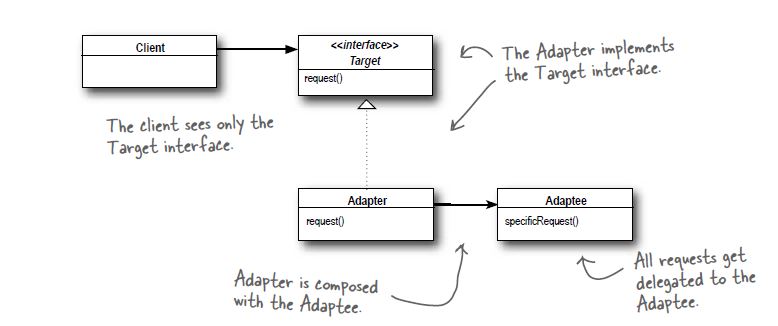 Client
<<interface>>
Target
request()
The Adapter implements
the Target interface.
The client sees only the
Target interface.
Adapter
request()
Adaptee
specificRequest()
Adapter is composed
with the Adaptee.
All requests get
delegated to the
Adaptee.